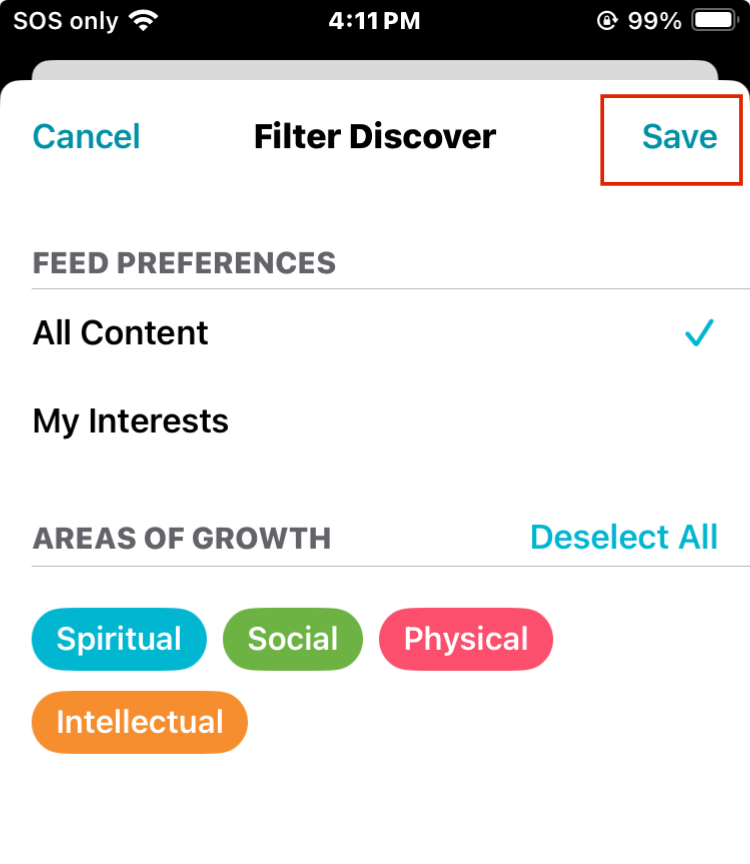 SOS only 4:11 PM 99%
Cancel Filter Discover Save
FEED PREFERENCES
All Content
My Interests
AREAS OF GROWTH Deselect All
Spiritual Social Physical
Intellectual